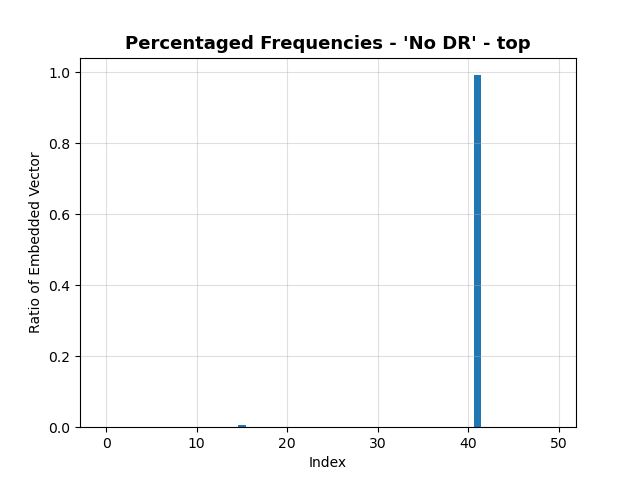 Percentaged Frequencies - 'No DR' - top
1.0
0.8
0.6
0.4
0.2
0.0
Ratio of Embedded Vector
0 10 20 30 40 50
Index